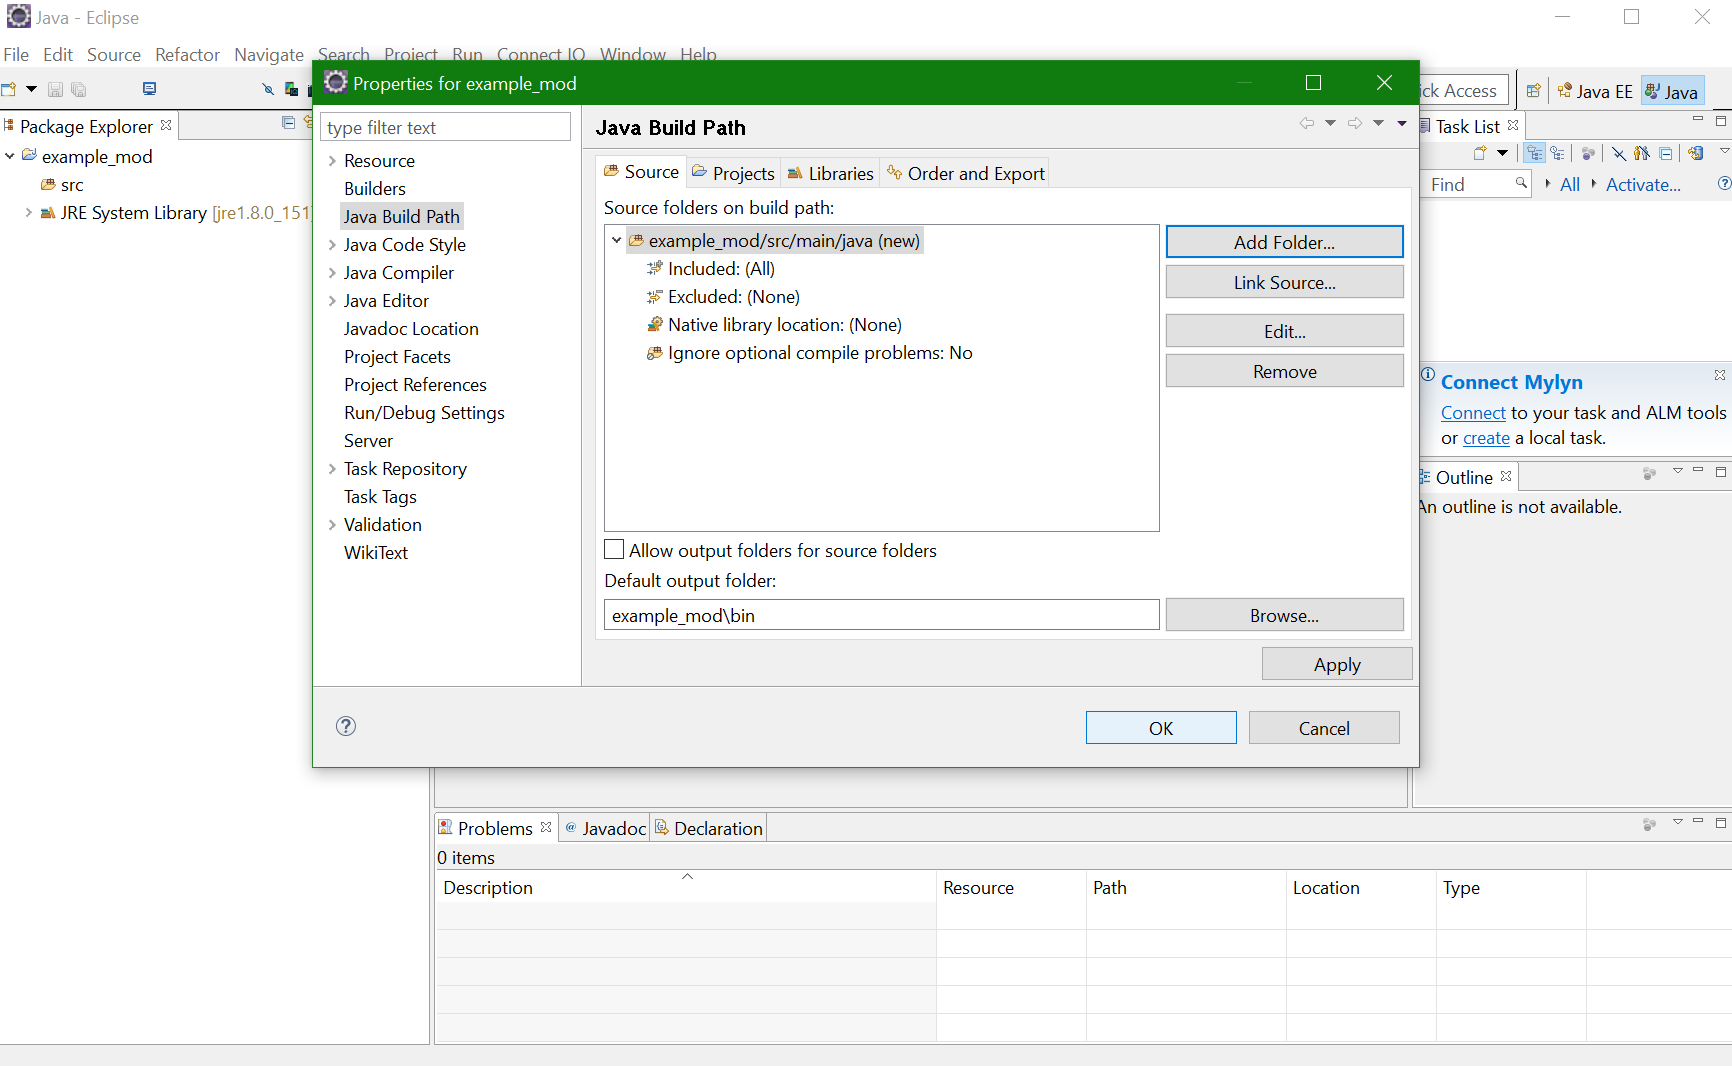 Java - Eclipse
File Edit Source Refactor Navigate Search Project Run Connect IQ Window Help
Properties for example_mod
ck Access
Java EE
Java
Package Explorer
example_mod
src
JRE System Library [jre1.8.0_151]
type filter text
Resource
Builders
Java Build Path
Java Code Style
Java Compiler
Java Editor
Javadoc Location
Project Facets
Project References
Run/Debug Settings
Server
Task Repository
Task Tags
Validation
WikiText
Java Build Path
Source Projects Libraries Order and Export
Source folders on build path:
example_mod/src/main/java (new)
Included: (All)
Excluded: (None)
Native library location: (None)
Ignore optional compile problems: No
Add Folder...
Link Source...
Edit...
Remove
Allow output folders for source folders
Default output folder:
example_mod\bin
Browse...
Apply
OK
Cancel
Task List
Find
All
Activate...
Connect Mylyn
Connect to your task and ALM tools
or create a local task.
Outline
An outline is not available.
Problems @ Javadoc Declaration
0 items
Description Resource Path Location Type